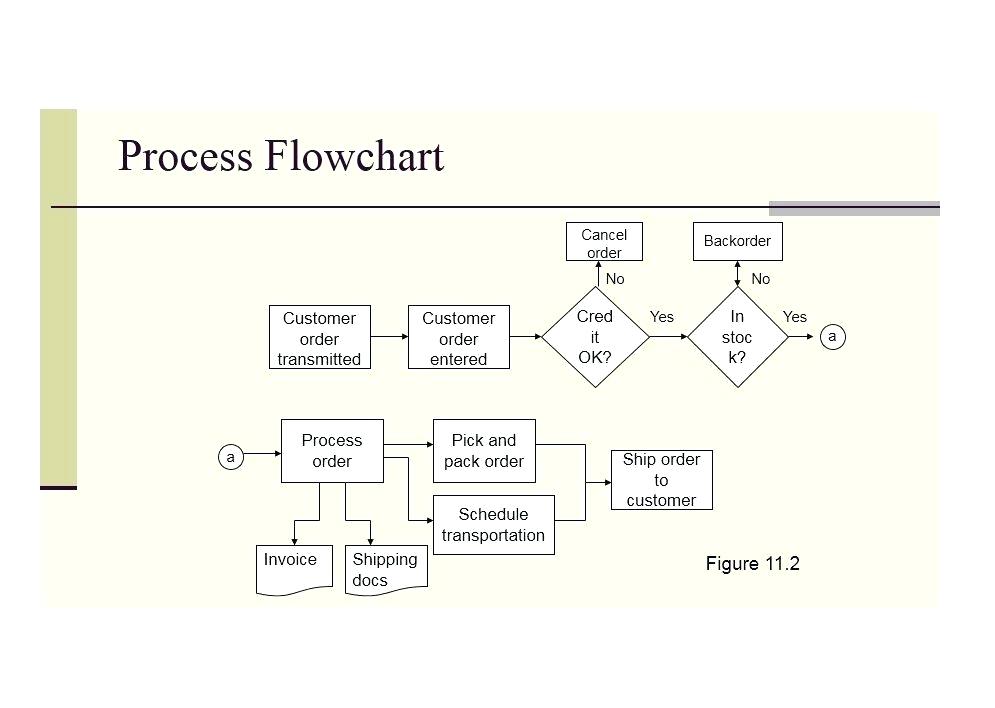 Process Flowchart
Cancel
order
Backorder
No
No
Customer
order
transmitted
Customer
order
entered
Cred
it
OK?
Yes
In
stoc
k?
Yes
a
a
Process
order
Pick and
pack order
Ship order
to
customer
Schedule
transportation
Invoice
Shipping
docs
Figure 11.2